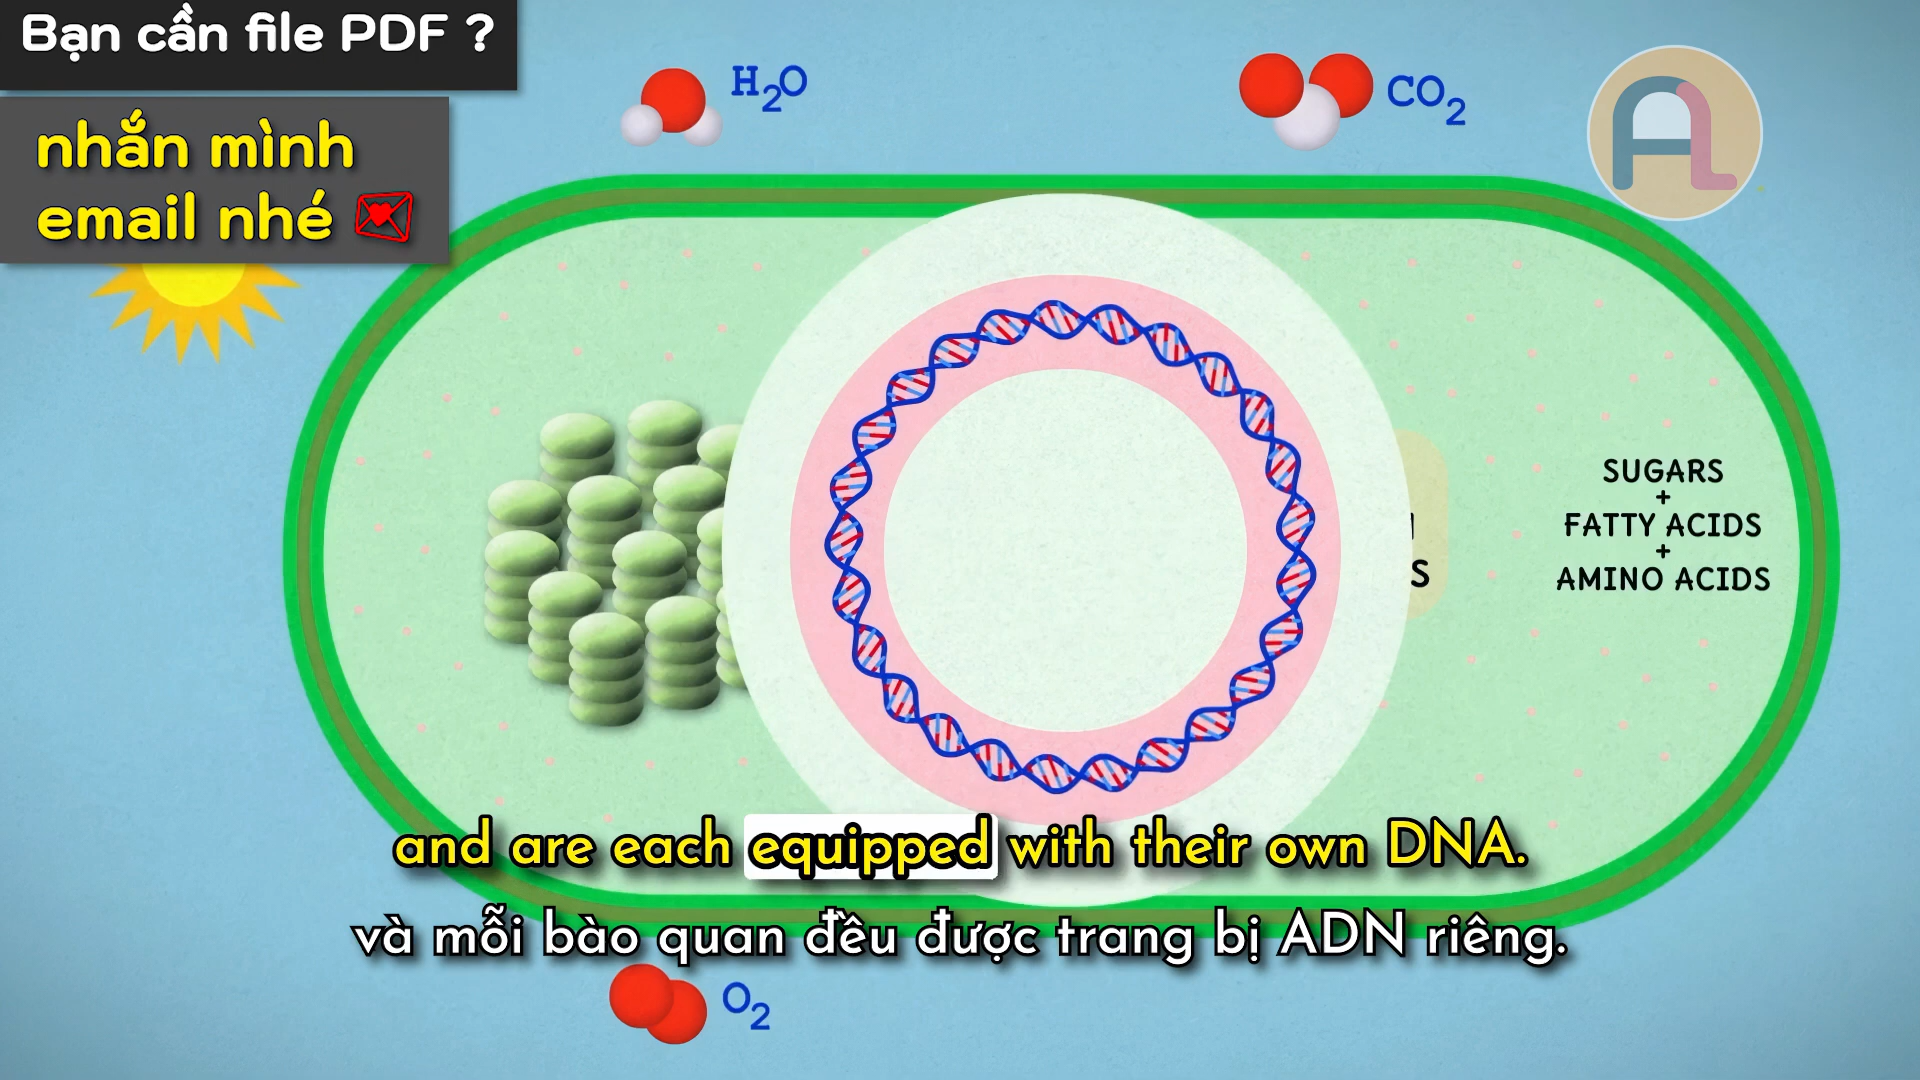 Bạn cần file PDF ?
nhắn mình
email nhé
H2O
CO2
SUGARS
+
FATTY ACIDS
+
AMINO ACIDS
S
and are each equipped with their own DNA.
và mỗi bào quan đều được trang bị ADN riêng.
O2